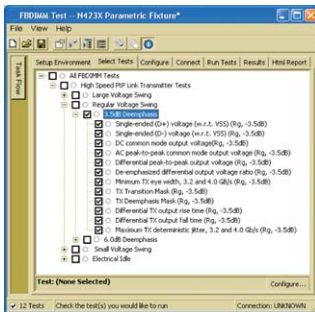 FBDIMM Test -- N423X Parametric Fixture*
File View Help
Task Flow
Setup Environment Select Tests Configure Connect Run Tests Results Html Report
All FBDIMM Tests
High Speed PtP Link Transmitter Tests
Large Voltage Swing
Regular Voltage Swing
3.5dB Deemphasis
Single-ended (D+) voltage (w.r.t. VSS) (Rg, -3.5dB)
Single-ended (D-) voltage (w.r.t. VSS) (Rg, -3.5dB)
DC common mode output voltage(Rg, -3.5dB)
AC peak-to-peak common mode output voltage (Rg, -3.5dB)
Differential peak-to-peak output voltage (Rg, -3.5dB)
De-emphasized differential output voltage ratio (Rg, -3.5dB)
Minimum TX eye width, 3.2 and 4.0 Gb/s (Rg, -3.5dB)
TX Transition Mask (Rg, -3.5dB)
TX Deemphasis Mask (Rg, -3.5dB)
Differential TX output rise time (Rg, -3.5dB)
Differential TX output fall time (Rg, -3.5dB)
Maximum TX deterministic jitter, 3.2 and 4.0 Gb/s (Rg, -3.5dB)
6.0dB Deemphasis
Small Voltage Swing
Electrical Idle
Test: (None Selected)
Configure...
12 Tests Check the test(s) you would like to run Connection: UNKNOWN